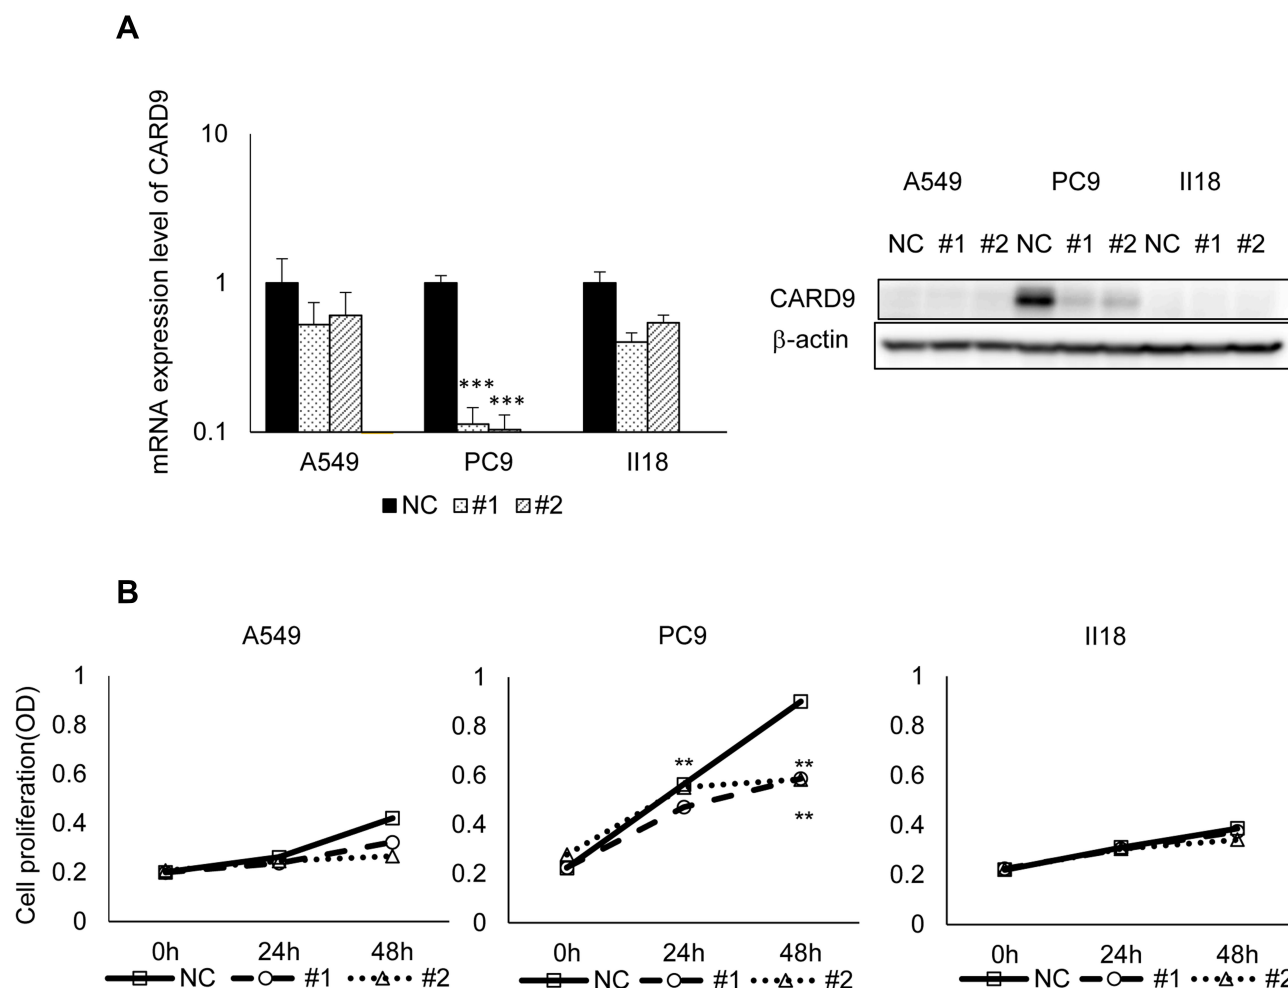 A
mRNA expression level of CARD9
10
1
0.1
***
***
A549 PC9 II18
NC #1 #2
A549 PC9 II18
NC #1 #2 NC #1 #2 NC #1 #2
CARD9
β-actin
B
A549
Cell proliferation(OD)
1
0.8
0.6
0.4
0.2
0
0h 24h 48h
NC #1 #2
PC9
1
0.8
0.6
0.4
0.2
0
**
**
**
0h 24h 48h
NC #1 #2
II18
1
0.8
0.6
0.4
0.2
0
0h 24h 48h
NC #1 #2